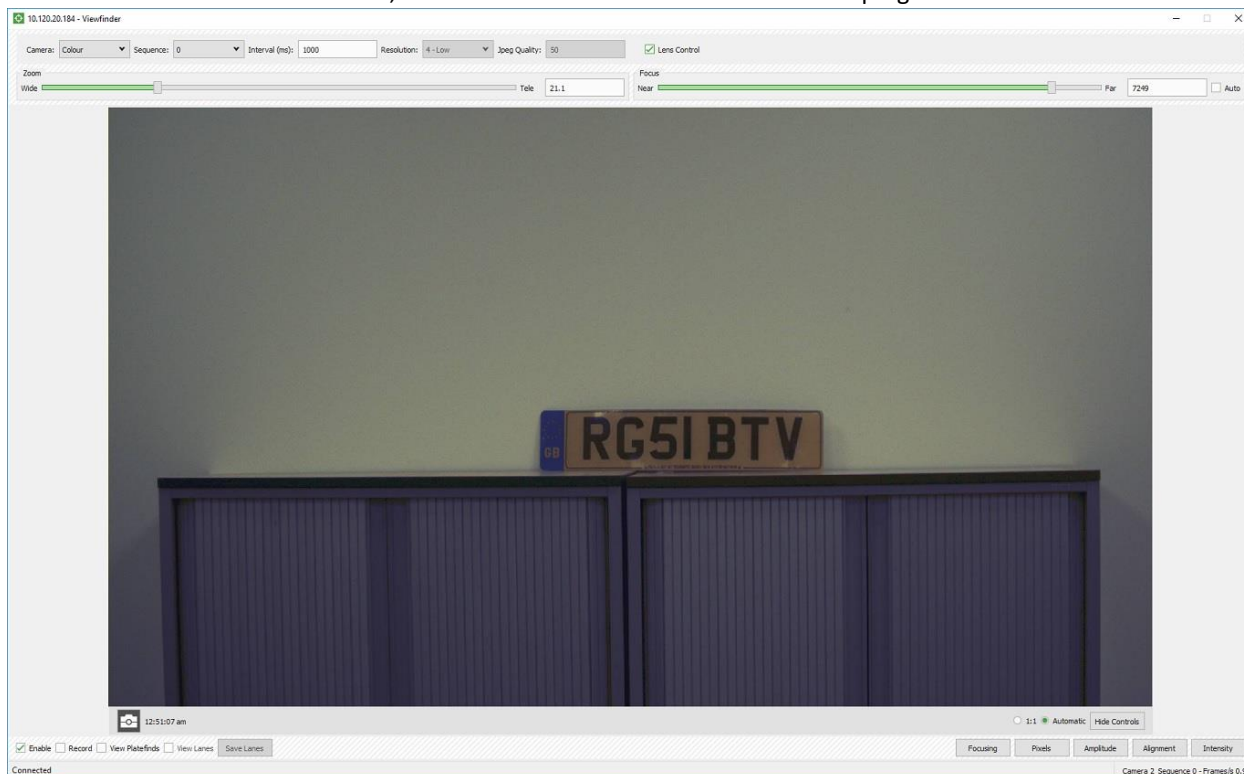 10.120.20.184 - Viewfinder
Camera: Colour Sequence: 0 Interval (ms): 1000 Resolution: 4 - Low Jpeg Quality: 50 Lens Control
Zoom Focus
Wide Tele 21.1 Near Far 7249 Auto
GB RG51 BTV
12:51:07 am 1:1 Automatic Hide Controls
Enable Record View Platefinds View Lanes Save Lanes Focusing Pixels Amplitude Alignment Intensity
Connected Camera 2 Sequence 0 - Frames/s